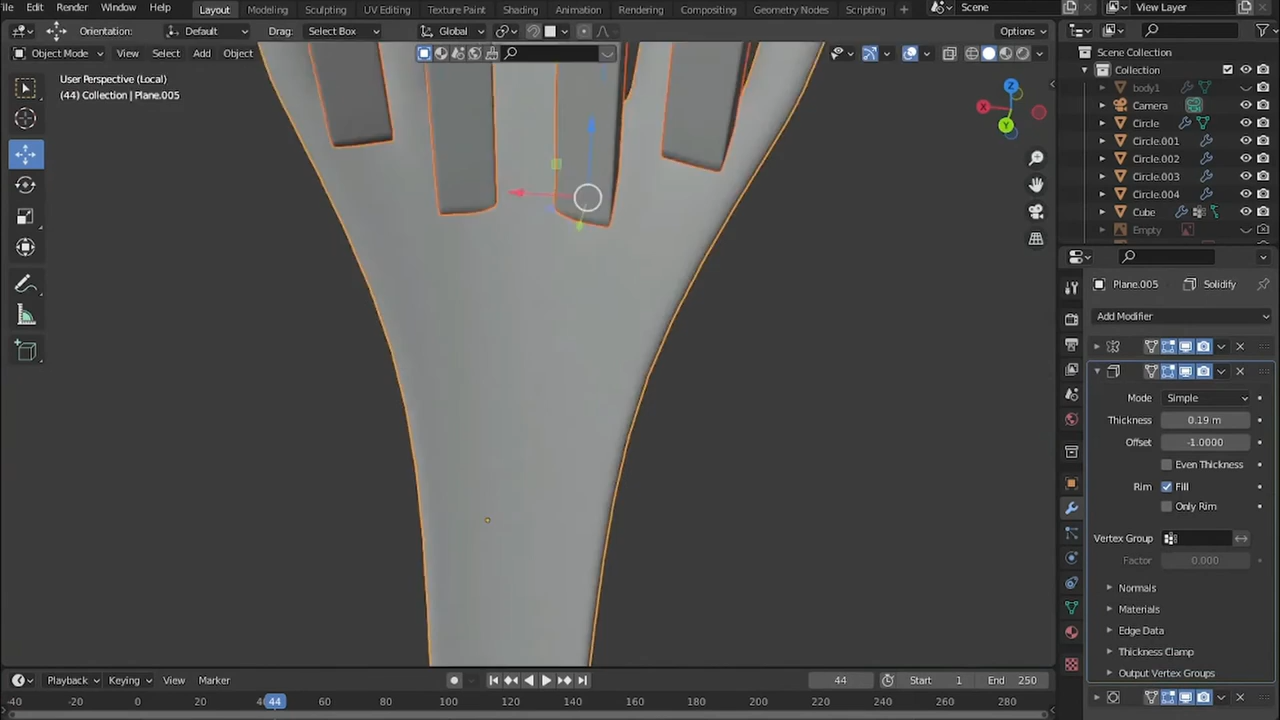 le Edit Render Window Help Layout Modeling Sculpting UV Editing Texture Paint Shading Animation Rendering Compositing Geometry Nodes Scripting Scene View Layer
Orientation: Default Drag: Select Box Global Options
Object Mode View Select Add Object
User Perspective (Local)
(44) Collection | Plane.005
X
Y
Z
Scene Collection
Collection
body1
Camera
Circle
Circle.001
Circle.002
Circle.003
Circle.004
Cube
Empty
Plane.005 Solidify
Add Modifier
Mode Simple
Thickness 0.19 m
Offset -1.0000
Even Thickness
Rim Fill
Only Rim
Vertex Group
Factor 0.000
Normals
Materials
Edge Data
Thickness Clamp
Output Vertex Groups
Playback Keying View Marker 44 Start 1 End 250
-40 -20 0 20 44 60 80 100 120 140 160 180 200 220 240 260 280